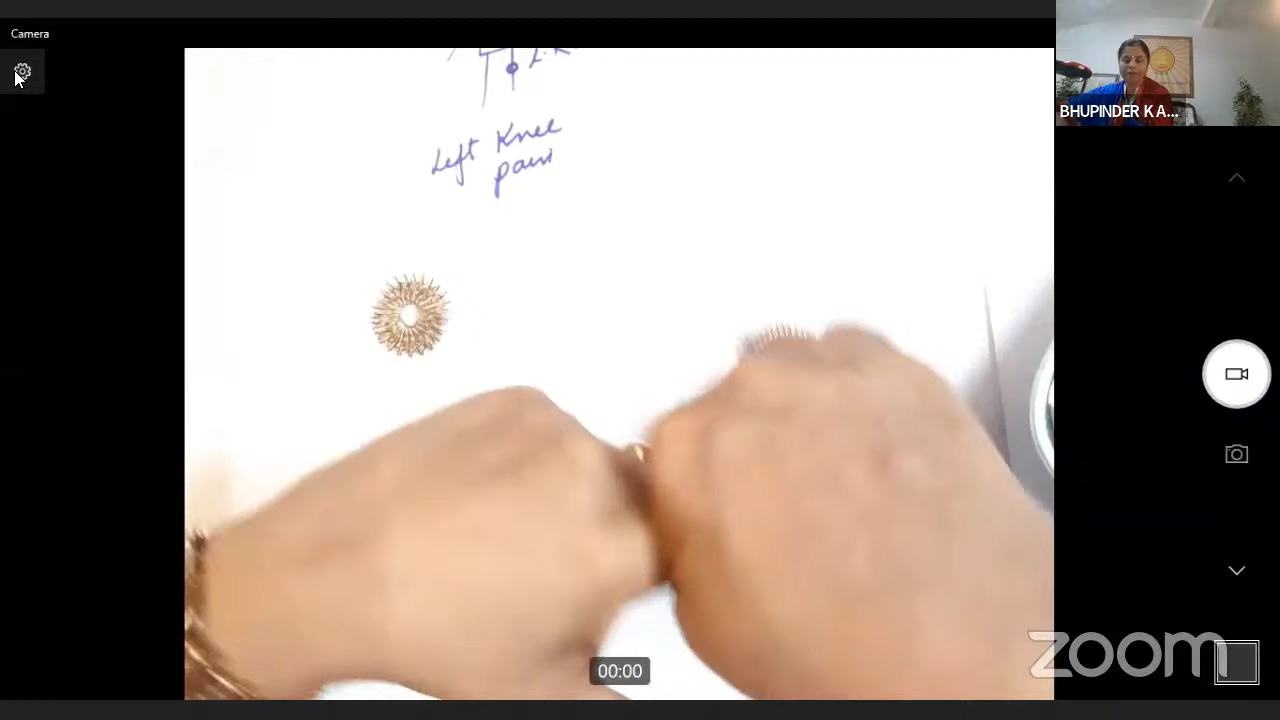 Camera
BHUPINDER K A...
Left Knee
pain
00:00
zoom